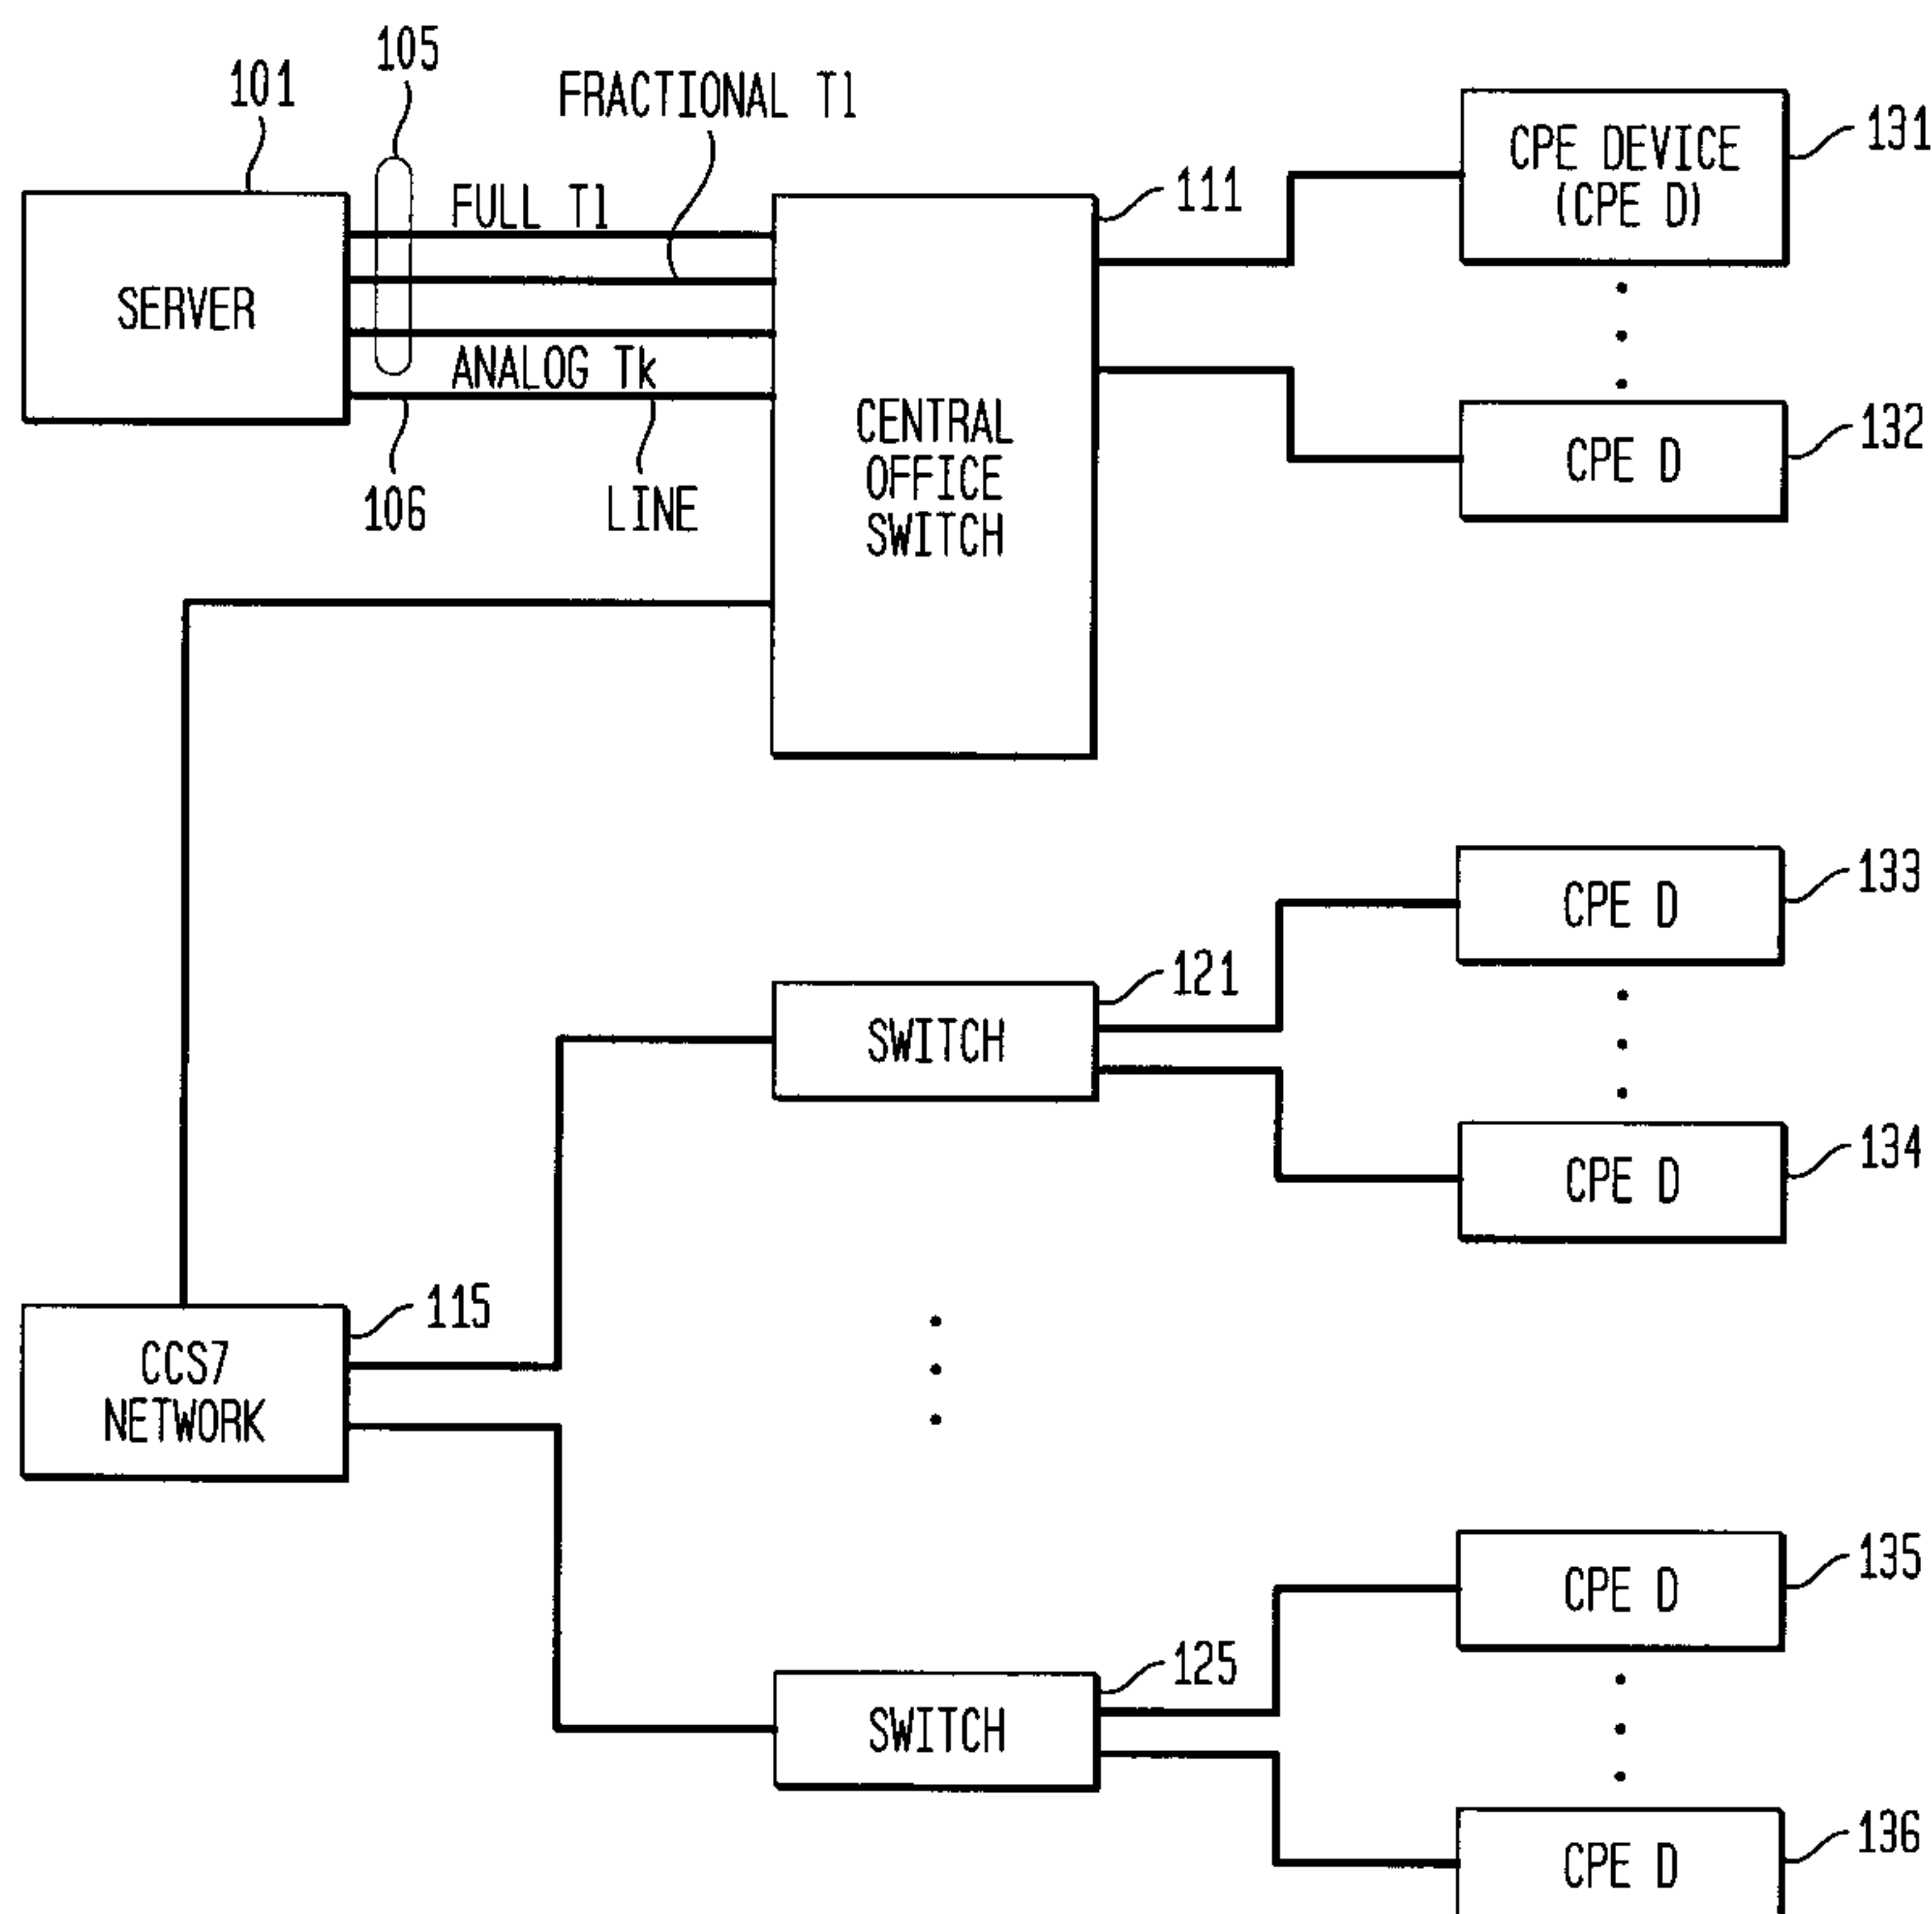 105
101
FRACTIONAL T1
131
CPE DEVICE
(CPE D)
111
FULL T1
SERVER
ANALOG Tk
132
CENTRAL
OFFICE
SWITCH
CPE D
106
LINE
133
CPE D
121
SWITCH
134
CPE D
115
CCS7
NETWORK
135
CPE D
125
SWITCH
136
CPE D